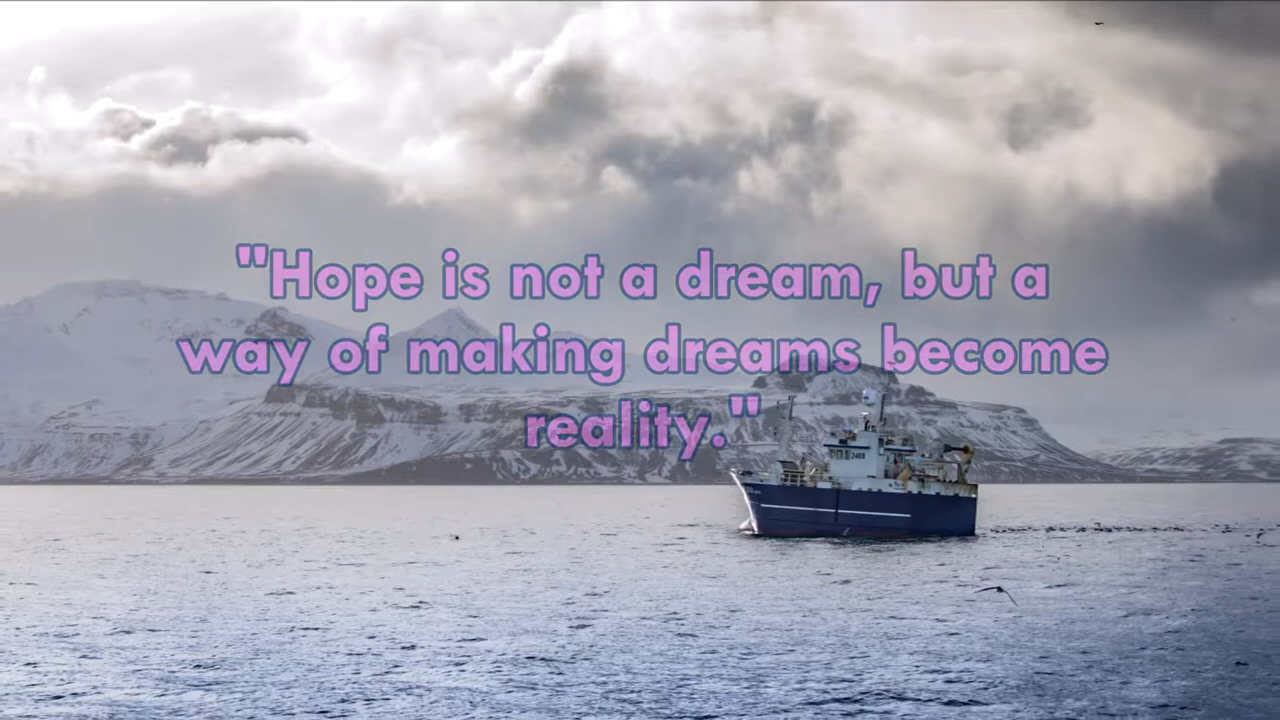 "Hope is not a dream, but a
way of making dreams become
reality."